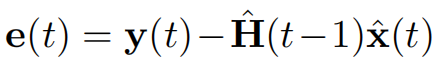 𝐞(t) = 𝐲(t) − 𝐇̂(t−1)𝐱̂(t)